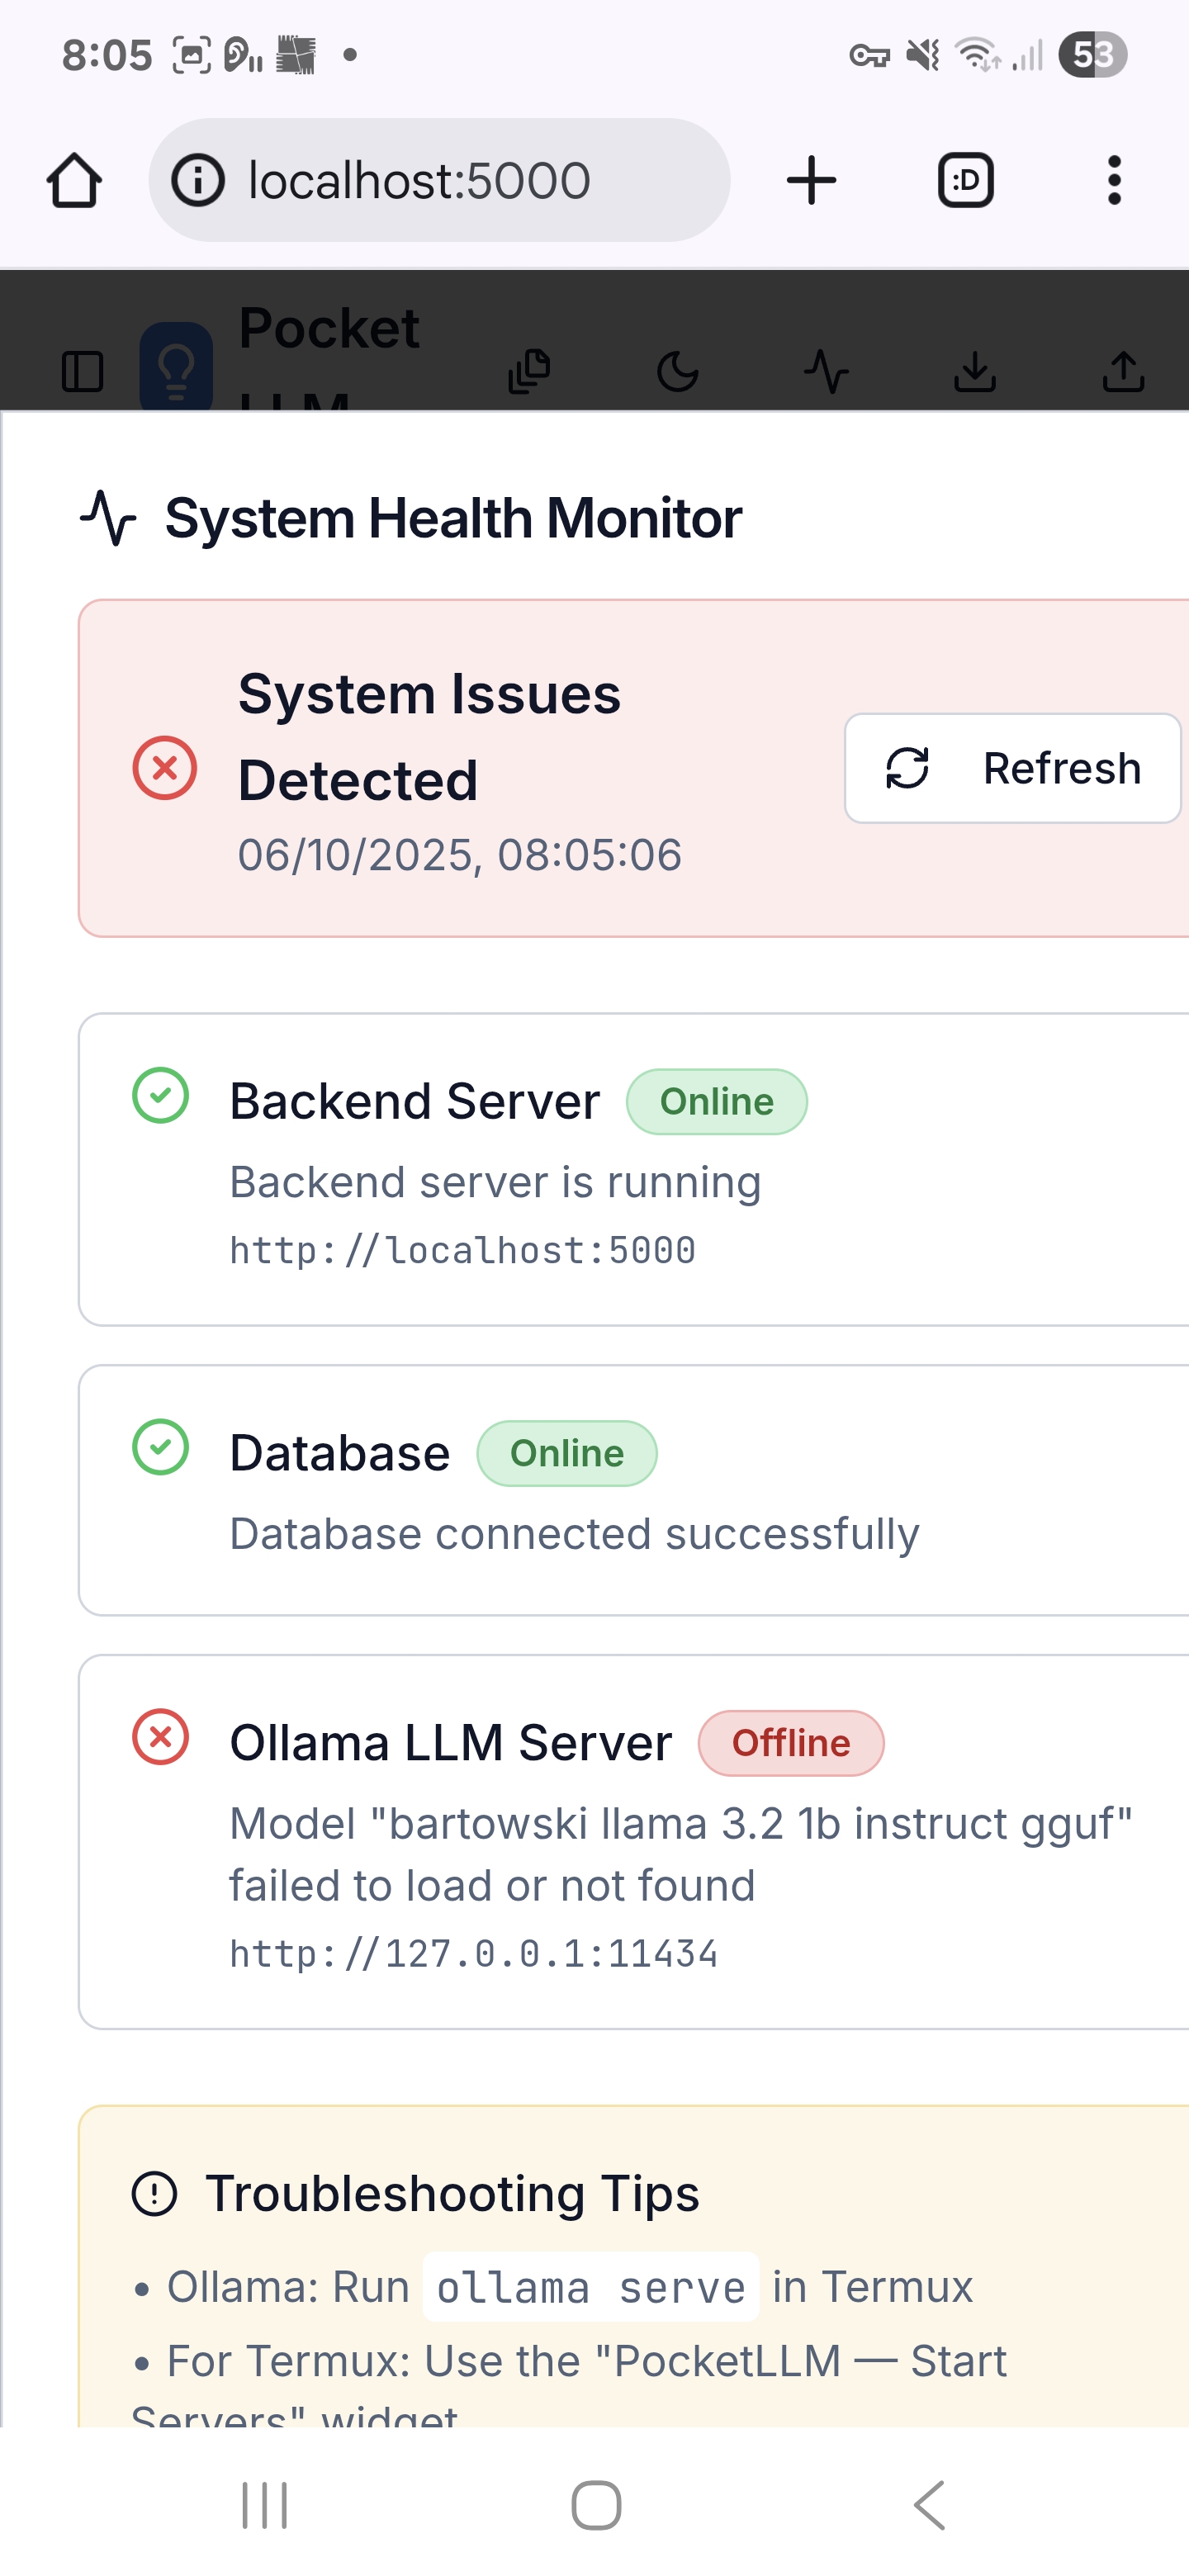 8:05
53
localhost:5000
:D
Pocket
LLM
System Health Monitor
System Issues
Detected
06/10/2025, 08:05:06
Refresh
Backend Server
Online
Backend server is running
http://localhost:5000
Database
Online
Database connected successfully
Ollama LLM Server
Offline
Model "bartowski llama 3.2 1b instruct gguf"
failed to load or not found
http://127.0.0.1:11434
Troubleshooting Tips
• Ollama: Run ollama serve in Termux
• For Termux: Use the "PocketLLM — Start
Servers" widget